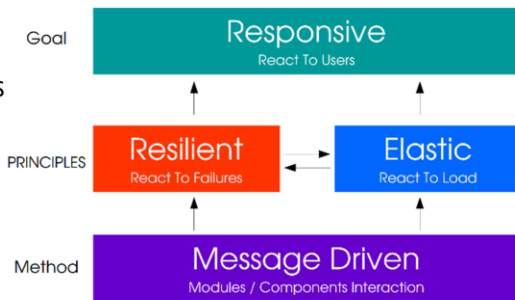 Goal
Responsive
React To Users
s
PRINCIPLES
Resilient
React To Failures
Elastic
React To Load
Method
Message Driven
Modules / Components Interaction